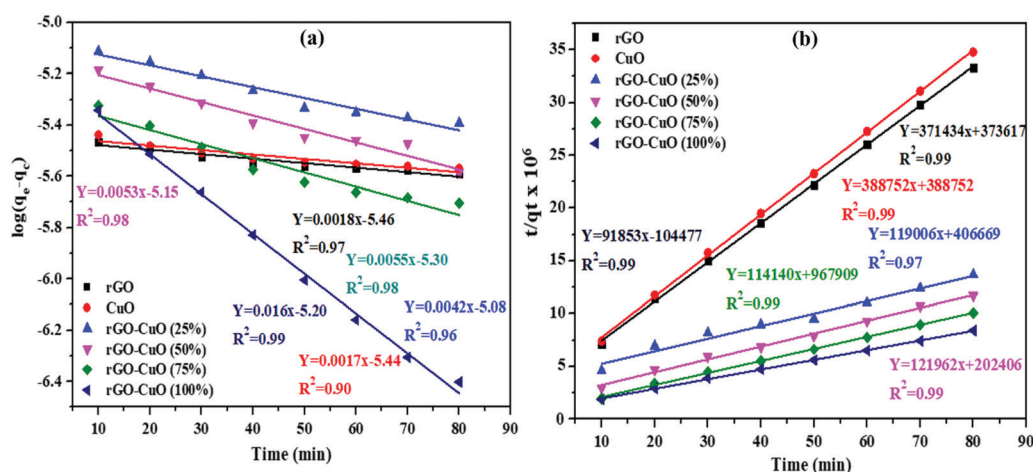 (a)
-5.0
-5.2
-5.4
-5.6
-5.8
-6.0
-6.2
-6.4
log(qe-qc)
Y=0.0053x-5.15
R²=0.98
Y=0.0018x-5.46
R²=0.97
Y=0.0055x-5.30
R²=0.98
Y=0.016x-5.20
R²=0.99
Y=0.0042x-5.08
R²=0.96
Y=0.0017x-5.44
R²=0.90
rGO
CuO
rGO-CuO (25%)
rGO-CuO (50%)
rGO-CuO (75%)
rGO-CuO (100%)
10 20 30 40 50 60 70 80 90
Time (min)
(b)
rGO
CuO
rGO-CuO (25%)
rGO-CuO (50%)
rGO-CuO (75%)
rGO-CuO (100%)
35
30
25
20
15
10
5
0
t/qt x 10⁶
Y=371434x+373617
R²=0.99
Y=388752x+388752
R²=0.99
Y=91853x-104477
R²=0.99
Y=119006x+406669
R²=0.97
Y=114140x+967909
R²=0.99
Y=121962x+202406
R²=0.99
10 20 30 40 50 60 70 80 90
Time (min)